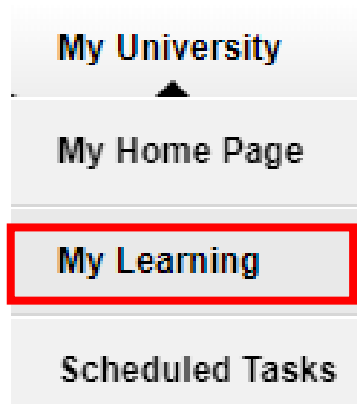 My University
My Home Page
My Learning
Scheduled Tasks